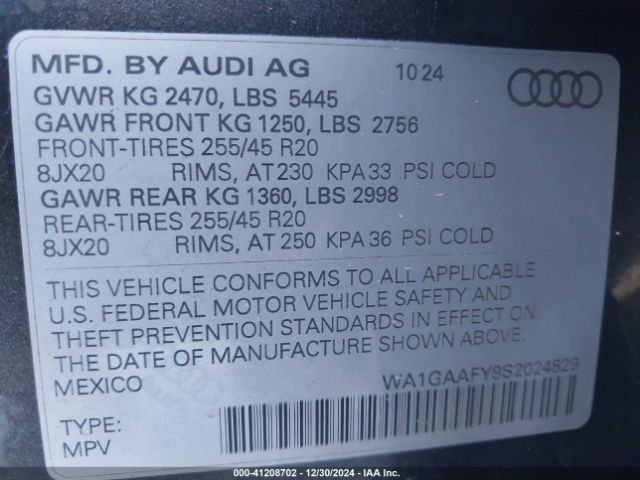 MFD. BY AUDI AG 10 24
GVWR KG 2470, LBS 5445
GAWR FRONT KG 1250, LBS 2756
FRONT-TIRES 255/45 R20
8JX20 RIMS, AT 230 KPA 33 PSI COLD
GAWR REAR KG 1360, LBS 2998
REAR-TIRES 255/45 R20
8JX20 RIMS, AT 250 KPA 36 PSI COLD
THIS VEHICLE CONFORMS TO ALL APPLICABLE
U.S. FEDERAL MOTOR VEHICLE SAFETY AND
THEFT PREVENTION STANDARDS IN EFFECT ON
THE DATE OF MANUFACTURE SHOWN ABOVE.
MEXICO WA1GAAFY9S2024829
TYPE:
MPV
000-41208702 - 12/30/2024 - IAA Inc.